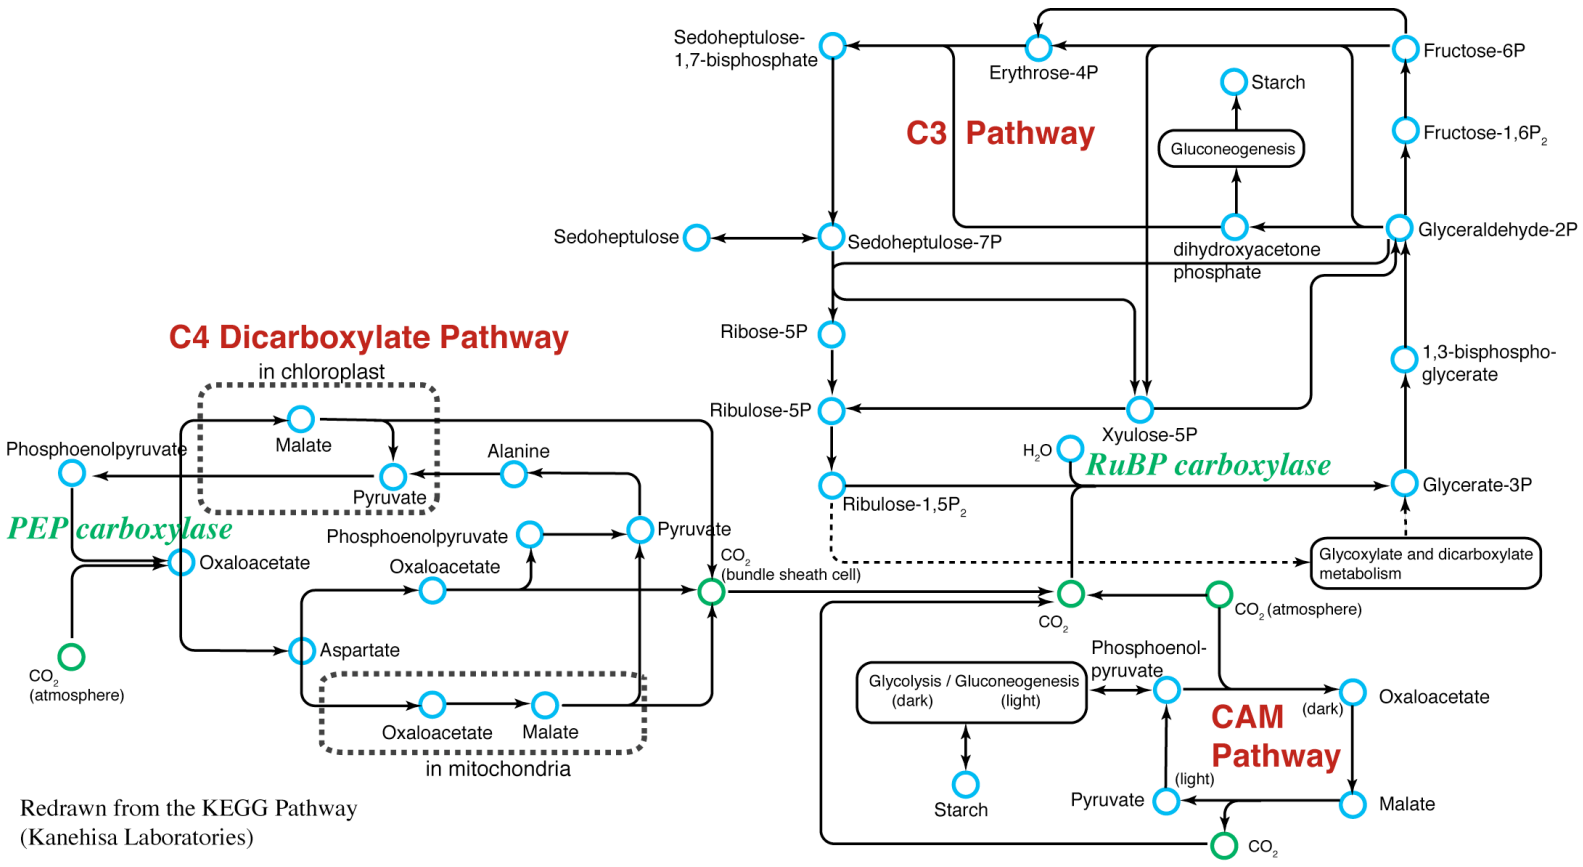 Sedoheptulose-
1,7-bisphosphate
Erythrose-4P
Fructose-6P
Starch
C3 Pathway
Fructose-1,6P2
Gluconeogenesis
Sedoheptulose
Sedoheptulose-7P
dihydroxyacetone
phosphate
Glyceraldehyde-2P
C4 Dicarboxylate Pathway
in chloroplast
Ribose-5P
1,3-bisphospho-
glycerate
Ribulose-5P
Xyulose-5P
Malate
Phosphoenolpyruvate
Alanine
Pyruvate
H2O
RuBP carboxylase
Ribulose-1,5P2
Glycerate-3P
PEP carboxylase
Phosphoenolpyruvate
Pyruvate
Oxaloacetate
Oxaloacetate
CO2
(bundle sheath cell)
Glycoxylate and dicarboxylate
metabolism
CO2
CO2 (atmosphere)
Aspartate
CO2
(atmosphere)
Oxaloacetate
Malate
in mitochondria
Phosphoenol-
pyruvate
Glycolysis / Gluconeogenesis
(dark) (light)
(dark)
Oxaloacetate
CAM
Pathway
(light)
Starch
Pyruvate
Malate
CO2
Redrawn from the KEGG Pathway
(Kanehisa Laboratories)